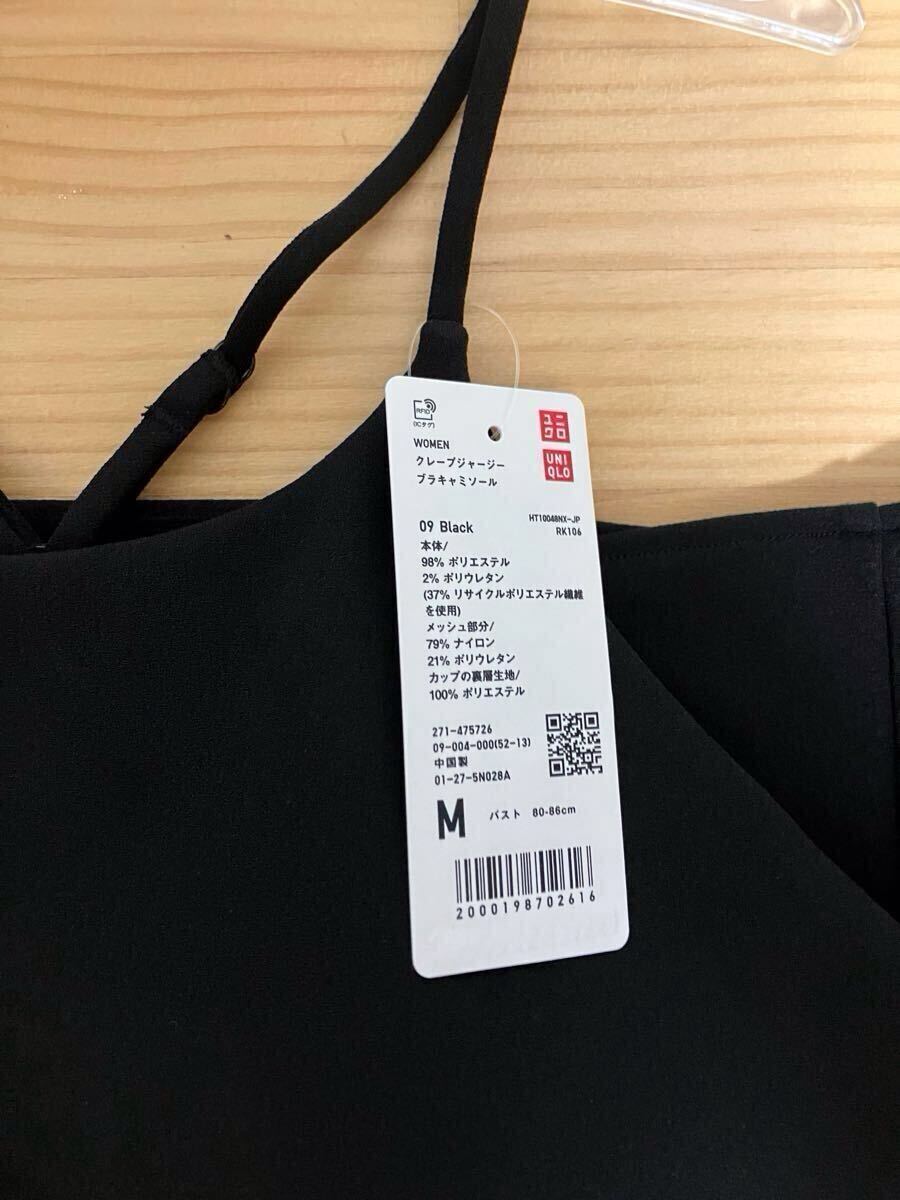 RFID
(ICタグ)
ユニ
クロ
UNI
QLO
WOMEN
クレープジャージー
ブラキャミソール
09 Black
HT10048NX-JP
RK106
本体/
98% ポリエステル
2% ポリウレタン
(37% リサイクルポリエステル繊維
を使用)
メッシュ部分/
79% ナイロン
21% ポリウレタン
カップの裏層生地/
100% ポリエステル
271-475726
09-004-000(52-13)
中国製
01-27-5N028A
M バスト 80-86cm
2000198702616